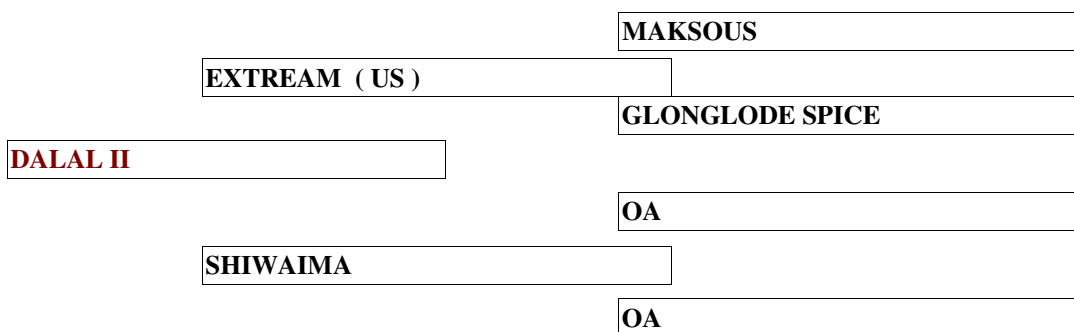 MAKSOUS
EXTREAM ( US )
GLONGLODE SPICE
DALAL II
OA
SHIWAIMA
OA